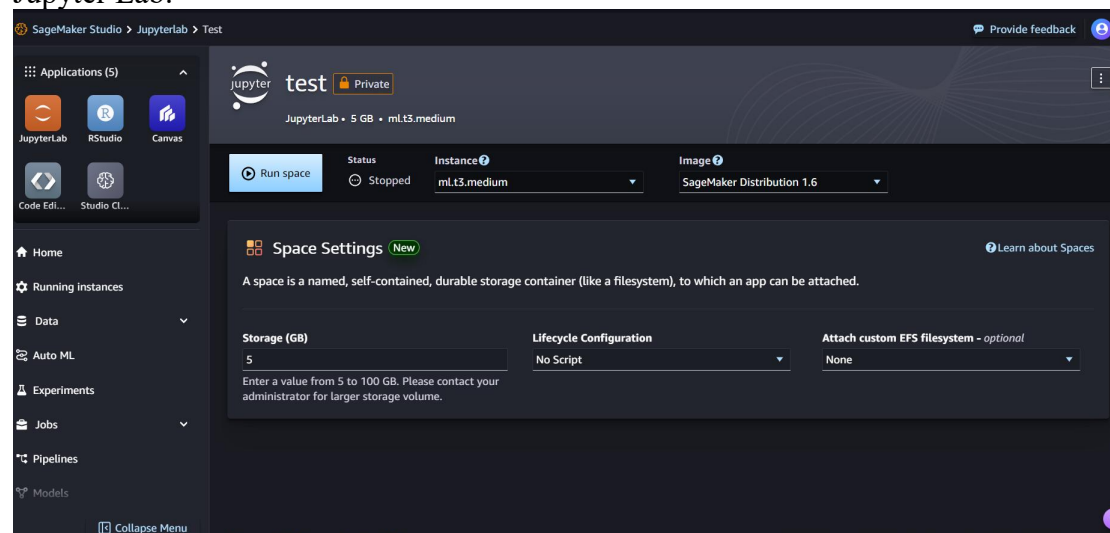 Jupyter Lab.
SageMaker Studio > Jupyterlab > Test
Provide feedback
Applications (5)
JupyterLab RStudio Canvas
Code Edi... Studio Cl...
Home
Running instances
Data
Auto ML
Experiments
Jobs
Pipelines
Models
Collapse Menu
jupyter
test Private
JupyterLab • 5 GB • ml.t3.medium
Run space
Status
Stopped
Instance
ml.t3.medium
Image
SageMaker Distribution 1.6
Space Settings New
Learn about Spaces
A space is a named, self-contained, durable storage container (like a filesystem), to which an app can be attached.
Storage (GB)
5
Enter a value from 5 to 100 GB. Please contact your
administrator for larger storage volume.
Lifecycle Configuration
No Script
Attach custom EFS filesystem - optional
None